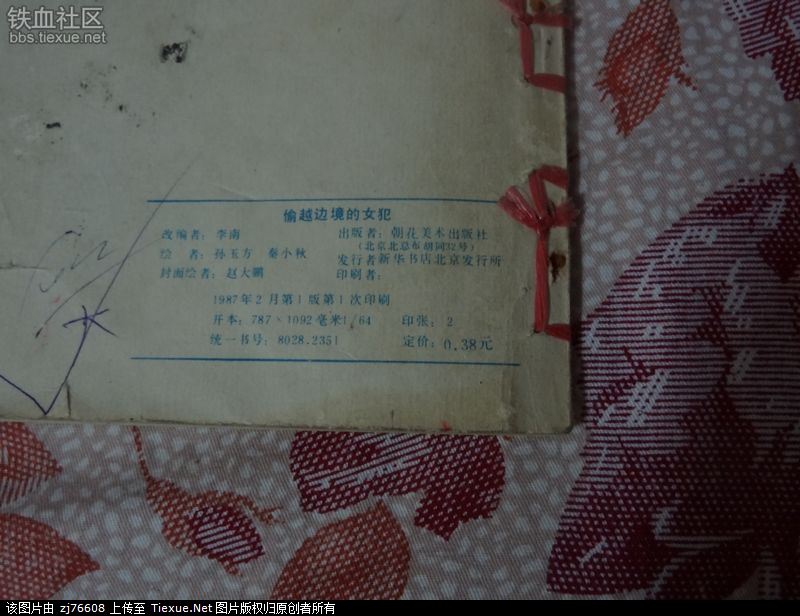 铁血社区
bbs.tiexue.net
偷越边境的女犯
改编者：李南 出版者：朝花美术出版社
（北京北总布胡同32号）
绘 者：孙玉方 秦小秋 发行者新华书店北京发行所
封面绘者：赵大鹏 印刷者：
1987年2月第1版第1次印刷
开本：787×1092毫米1/64 印张：2
统一书号：8028.2351 定价：0.38元
该图片由 zj76608 上传至 Tiexue.Net 图片版权归原创者所有